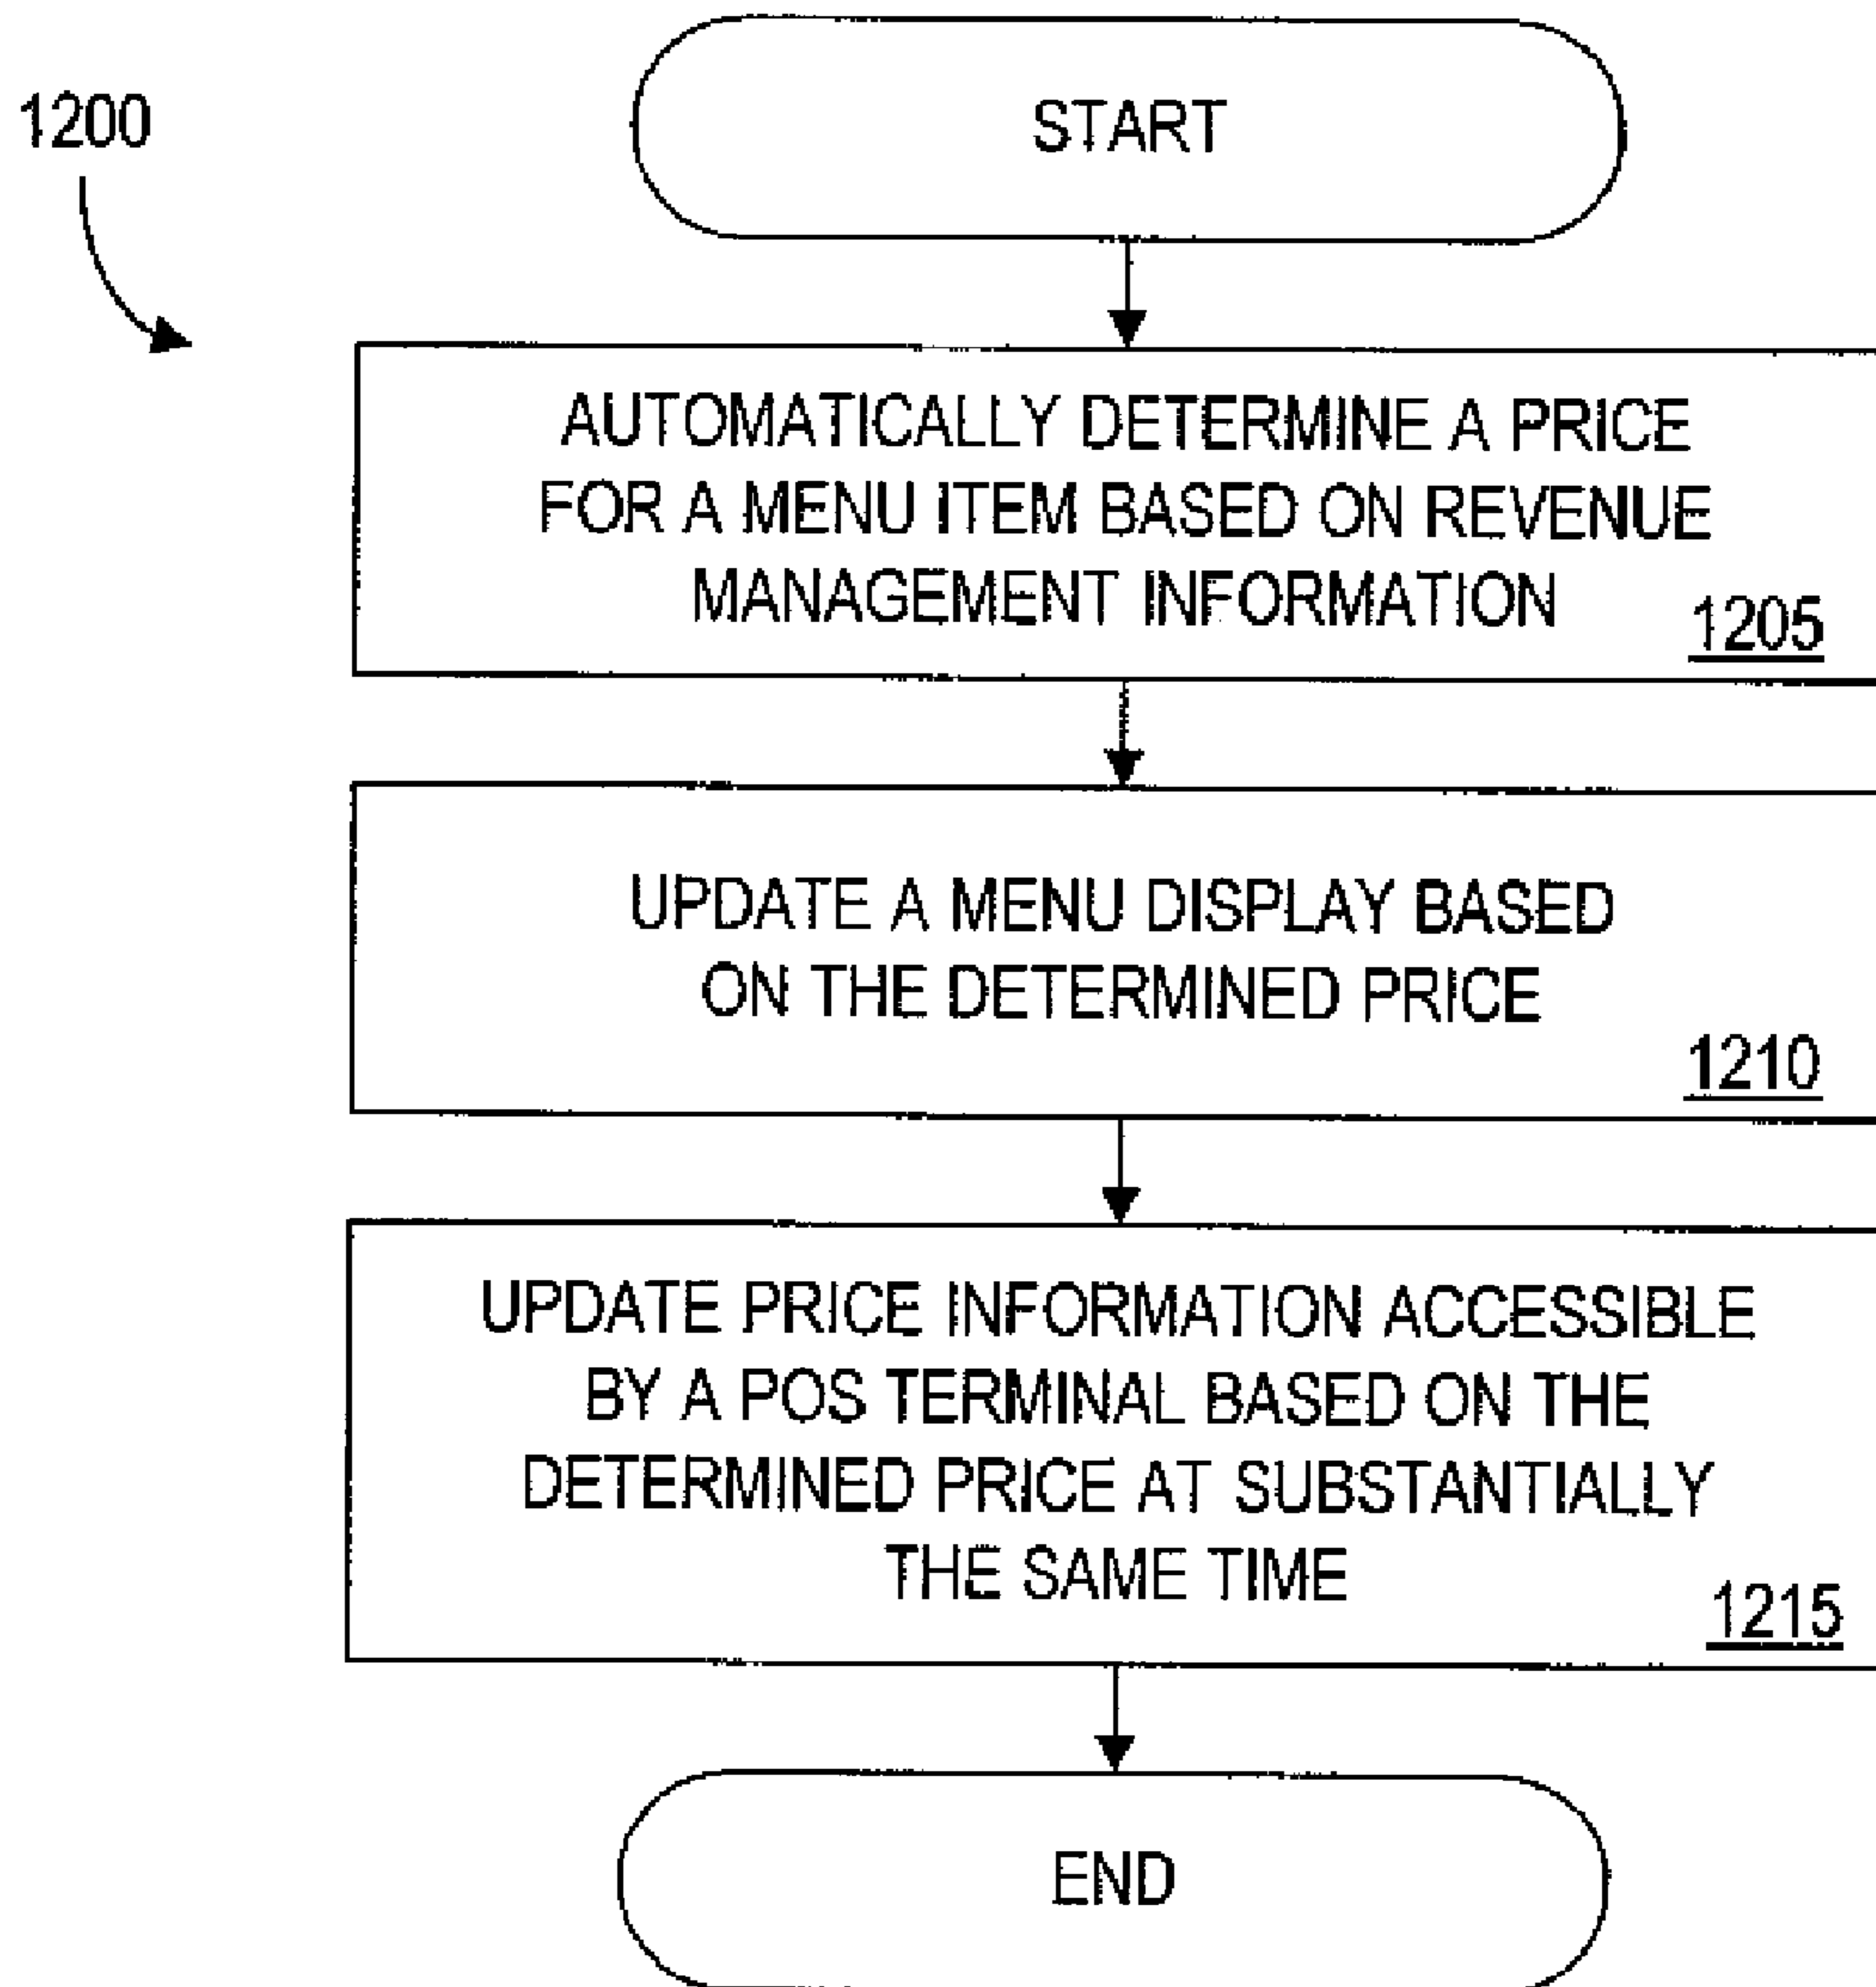 1200
START
AUTOMATICALLY DETERMINE A PRICE
FOR A MENU ITEM BASED ON REVENUE
MANAGEMENT INFORMATION
1205
UPDATE A MENU DISPLAY BASED
ON THE DETERMINED PRICE
1210
UPDATE PRICE INFORMATION ACCESSIBLE
BY A POS TERMINAL BASED ON THE
DETERMINED PRICE AT SUBSTANTIALLY
THE SAME TIME
1215
END